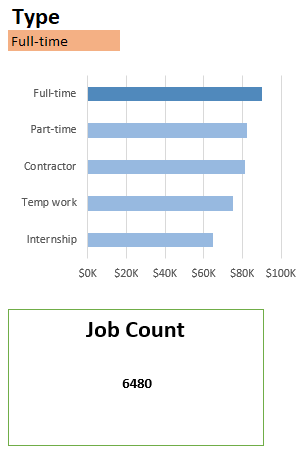 Type
Full-time
Full-time
Part-time
Contractor
Temp work
Internship
$0K $20K $40K $60K $80K $100K
Job Count
6480